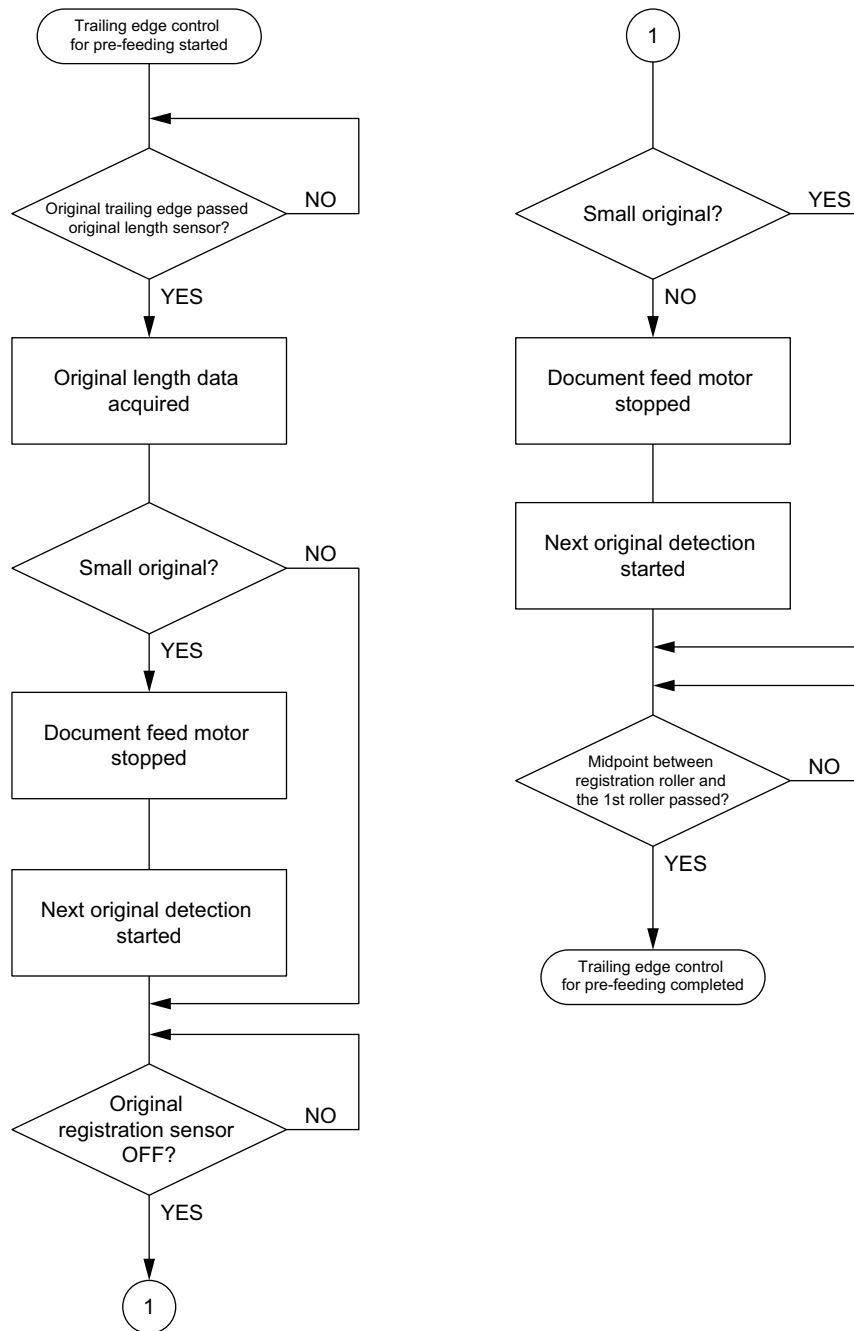 Trailing edge control
for pre-feeding started
Original trailing edge passed
original length sensor?
NO
YES
Original length data
acquired
Small original?
NO
YES
Document feed motor
stopped
Next original detection
started
Original
registration sensor
OFF?
NO
YES
1
1
Small original?
YES
NO
Document feed motor
stopped
Next original detection
started
Midpoint between
registration roller and
the 1st roller passed?
NO
YES
Trailing edge control
for pre-feeding completed